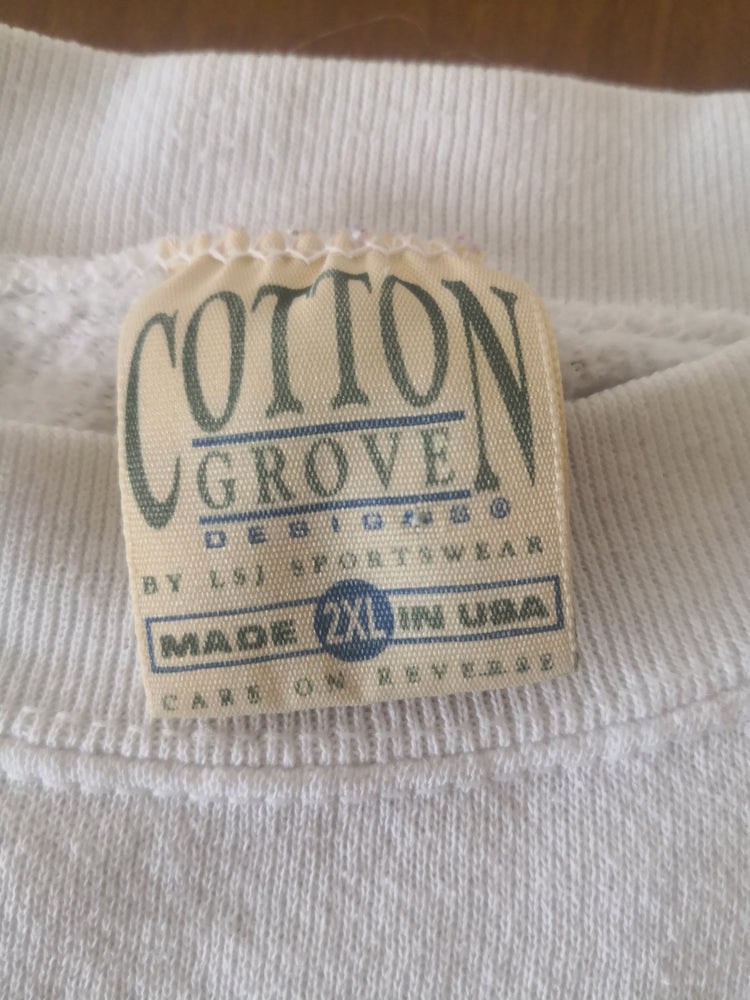 COTTON
GROVE
DESIGNS®
BY LSJ SPORTSWEAR
MADE 2XL IN USA
CARE ON REVERSE